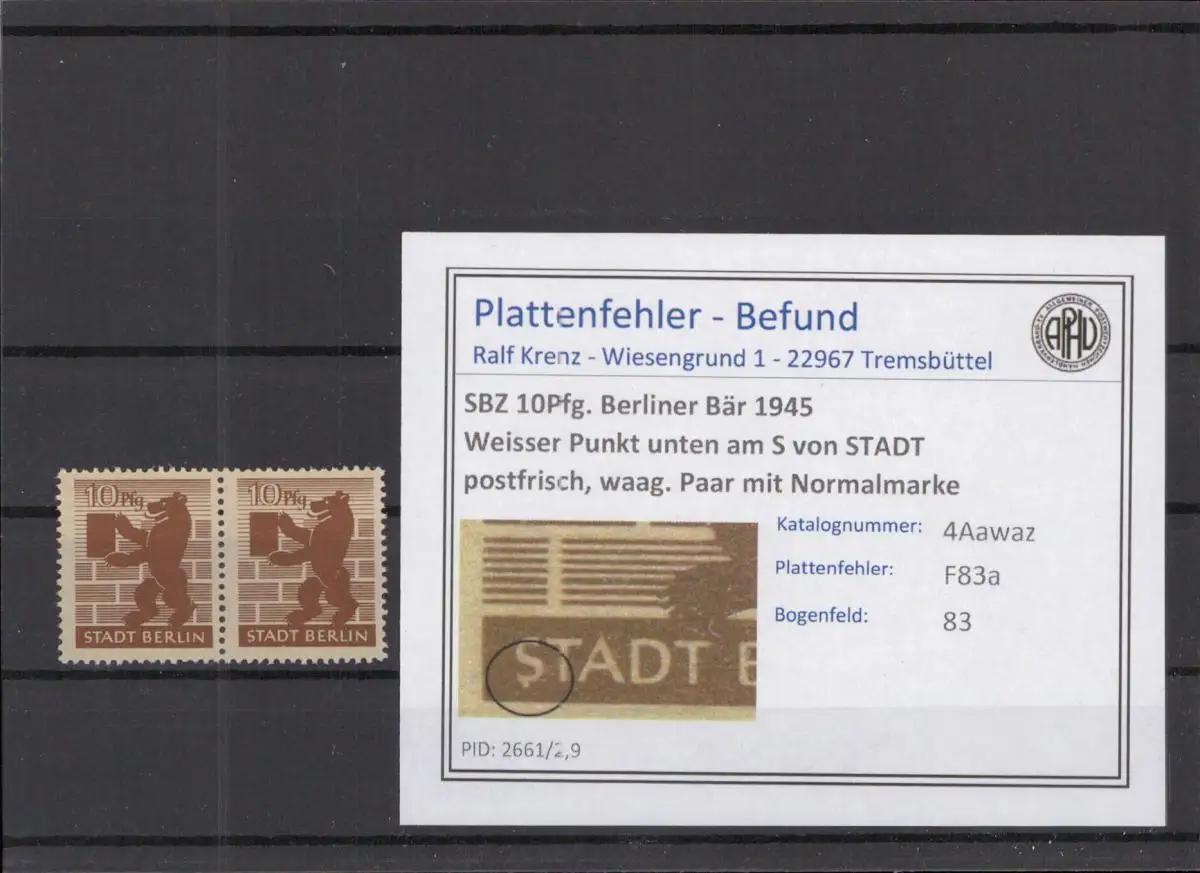 10 Pfg
STADT BERLIN
10 Pfg
STADT BERLIN
Plattenfehler - Befund
Ralf Krenz - Wiesengrund 1 - 22967 Tremsbüttel
APHV
SBZ 10Pfg. Berliner Bär 1945
Weisser Punkt unten am S von STADT
postfrisch, waag. Paar mit Normalmarke
STADT B
Katalognummer: 4Aawaz
Plattenfehler: F83a
Bogenfeld: 83
PID: 2661/2,9